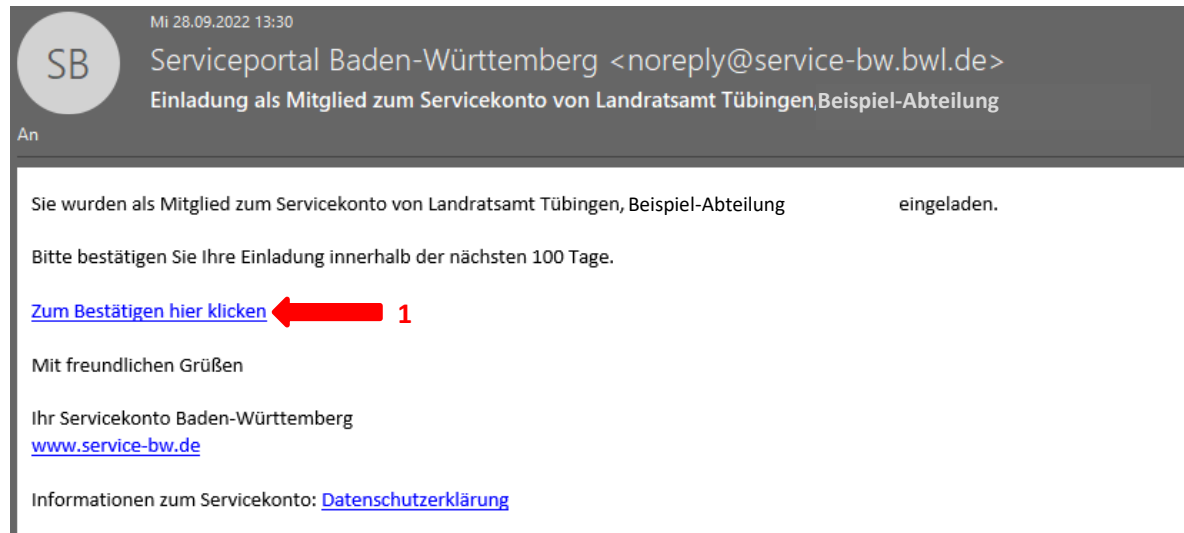 Mi 28.09.2022 13:30
SB
Serviceportal Baden-Württemberg <noreply@service-bw.bwl.de>
Einladung als Mitglied zum Servicekonto von Landratsamt Tübingen, Beispiel-Abteilung
An
Sie wurden als Mitglied zum Servicekonto von Landratsamt Tübingen, Beispiel-Abteilung eingeladen.
Bitte bestätigen Sie Ihre Einladung innerhalb der nächsten 100 Tage.
Zum Bestätigen hier klicken 1
Mit freundlichen Grüßen
Ihr Servicekonto Baden-Württemberg
www.service-bw.de
Informationen zum Servicekonto: Datenschutzerklärung